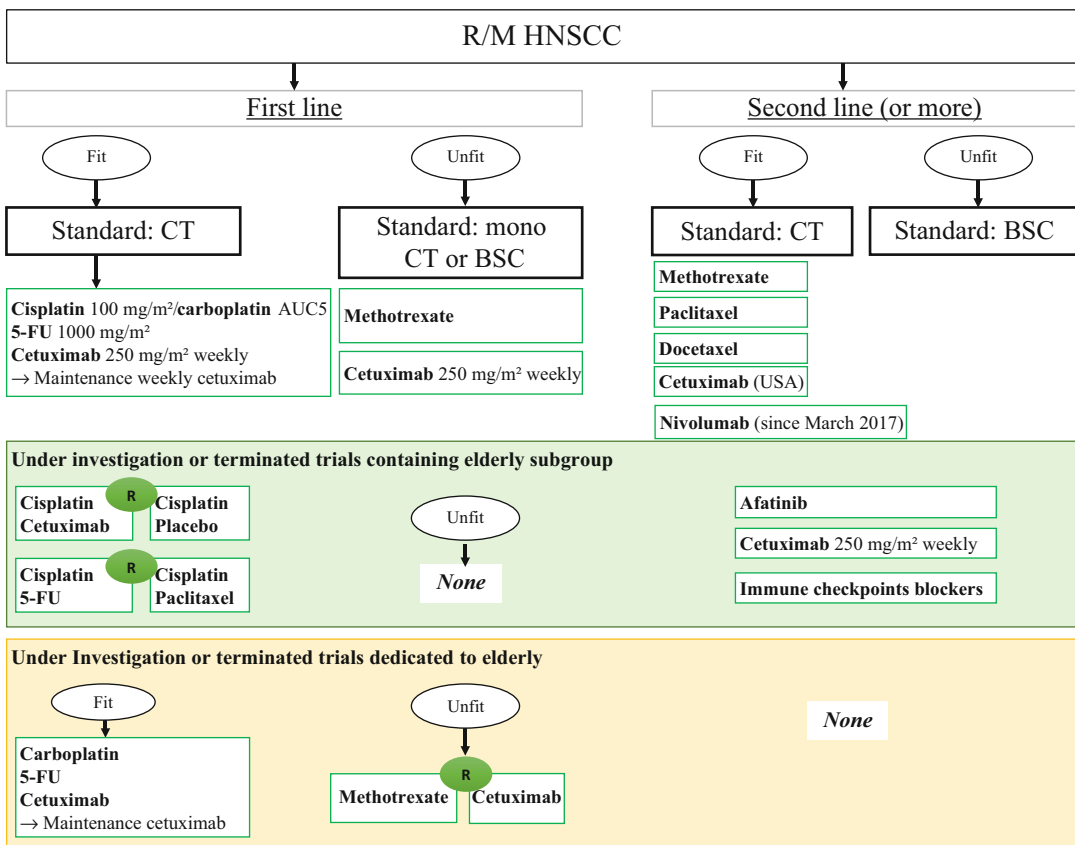 R/M HNSCC
First line
Second line (or more)
Fit
Unfit
Fit
Unfit
Standard: CT
Standard: mono
CT or BSC
Standard: CT
Standard: BSC
Cisplatin 100 mg/m²/carboplatin AUC5
5-FU 1000 mg/m²
Cetuximab 250 mg/m² weekly
→ Maintenance weekly cetuximab
Methotrexate
Cetuximab 250 mg/m² weekly
Methotrexate
Paclitaxel
Docetaxel
Cetuximab (USA)
Nivolumab (since March 2017)
Under investigation or terminated trials containing elderly subgroup
Cisplatin
Cetuximab
R
Cisplatin
Placebo
Cisplatin
5-FU
R
Cisplatin
Paclitaxel
Unfit
None
Afatinib
Cetuximab 250 mg/m² weekly
Immune checkpoints blockers
Under Investigation or terminated trials dedicated to elderly
Fit
Carboplatin
5-FU
Cetuximab
→ Maintenance cetuximab
Unfit
Methotrexate
R
Cetuximab
None